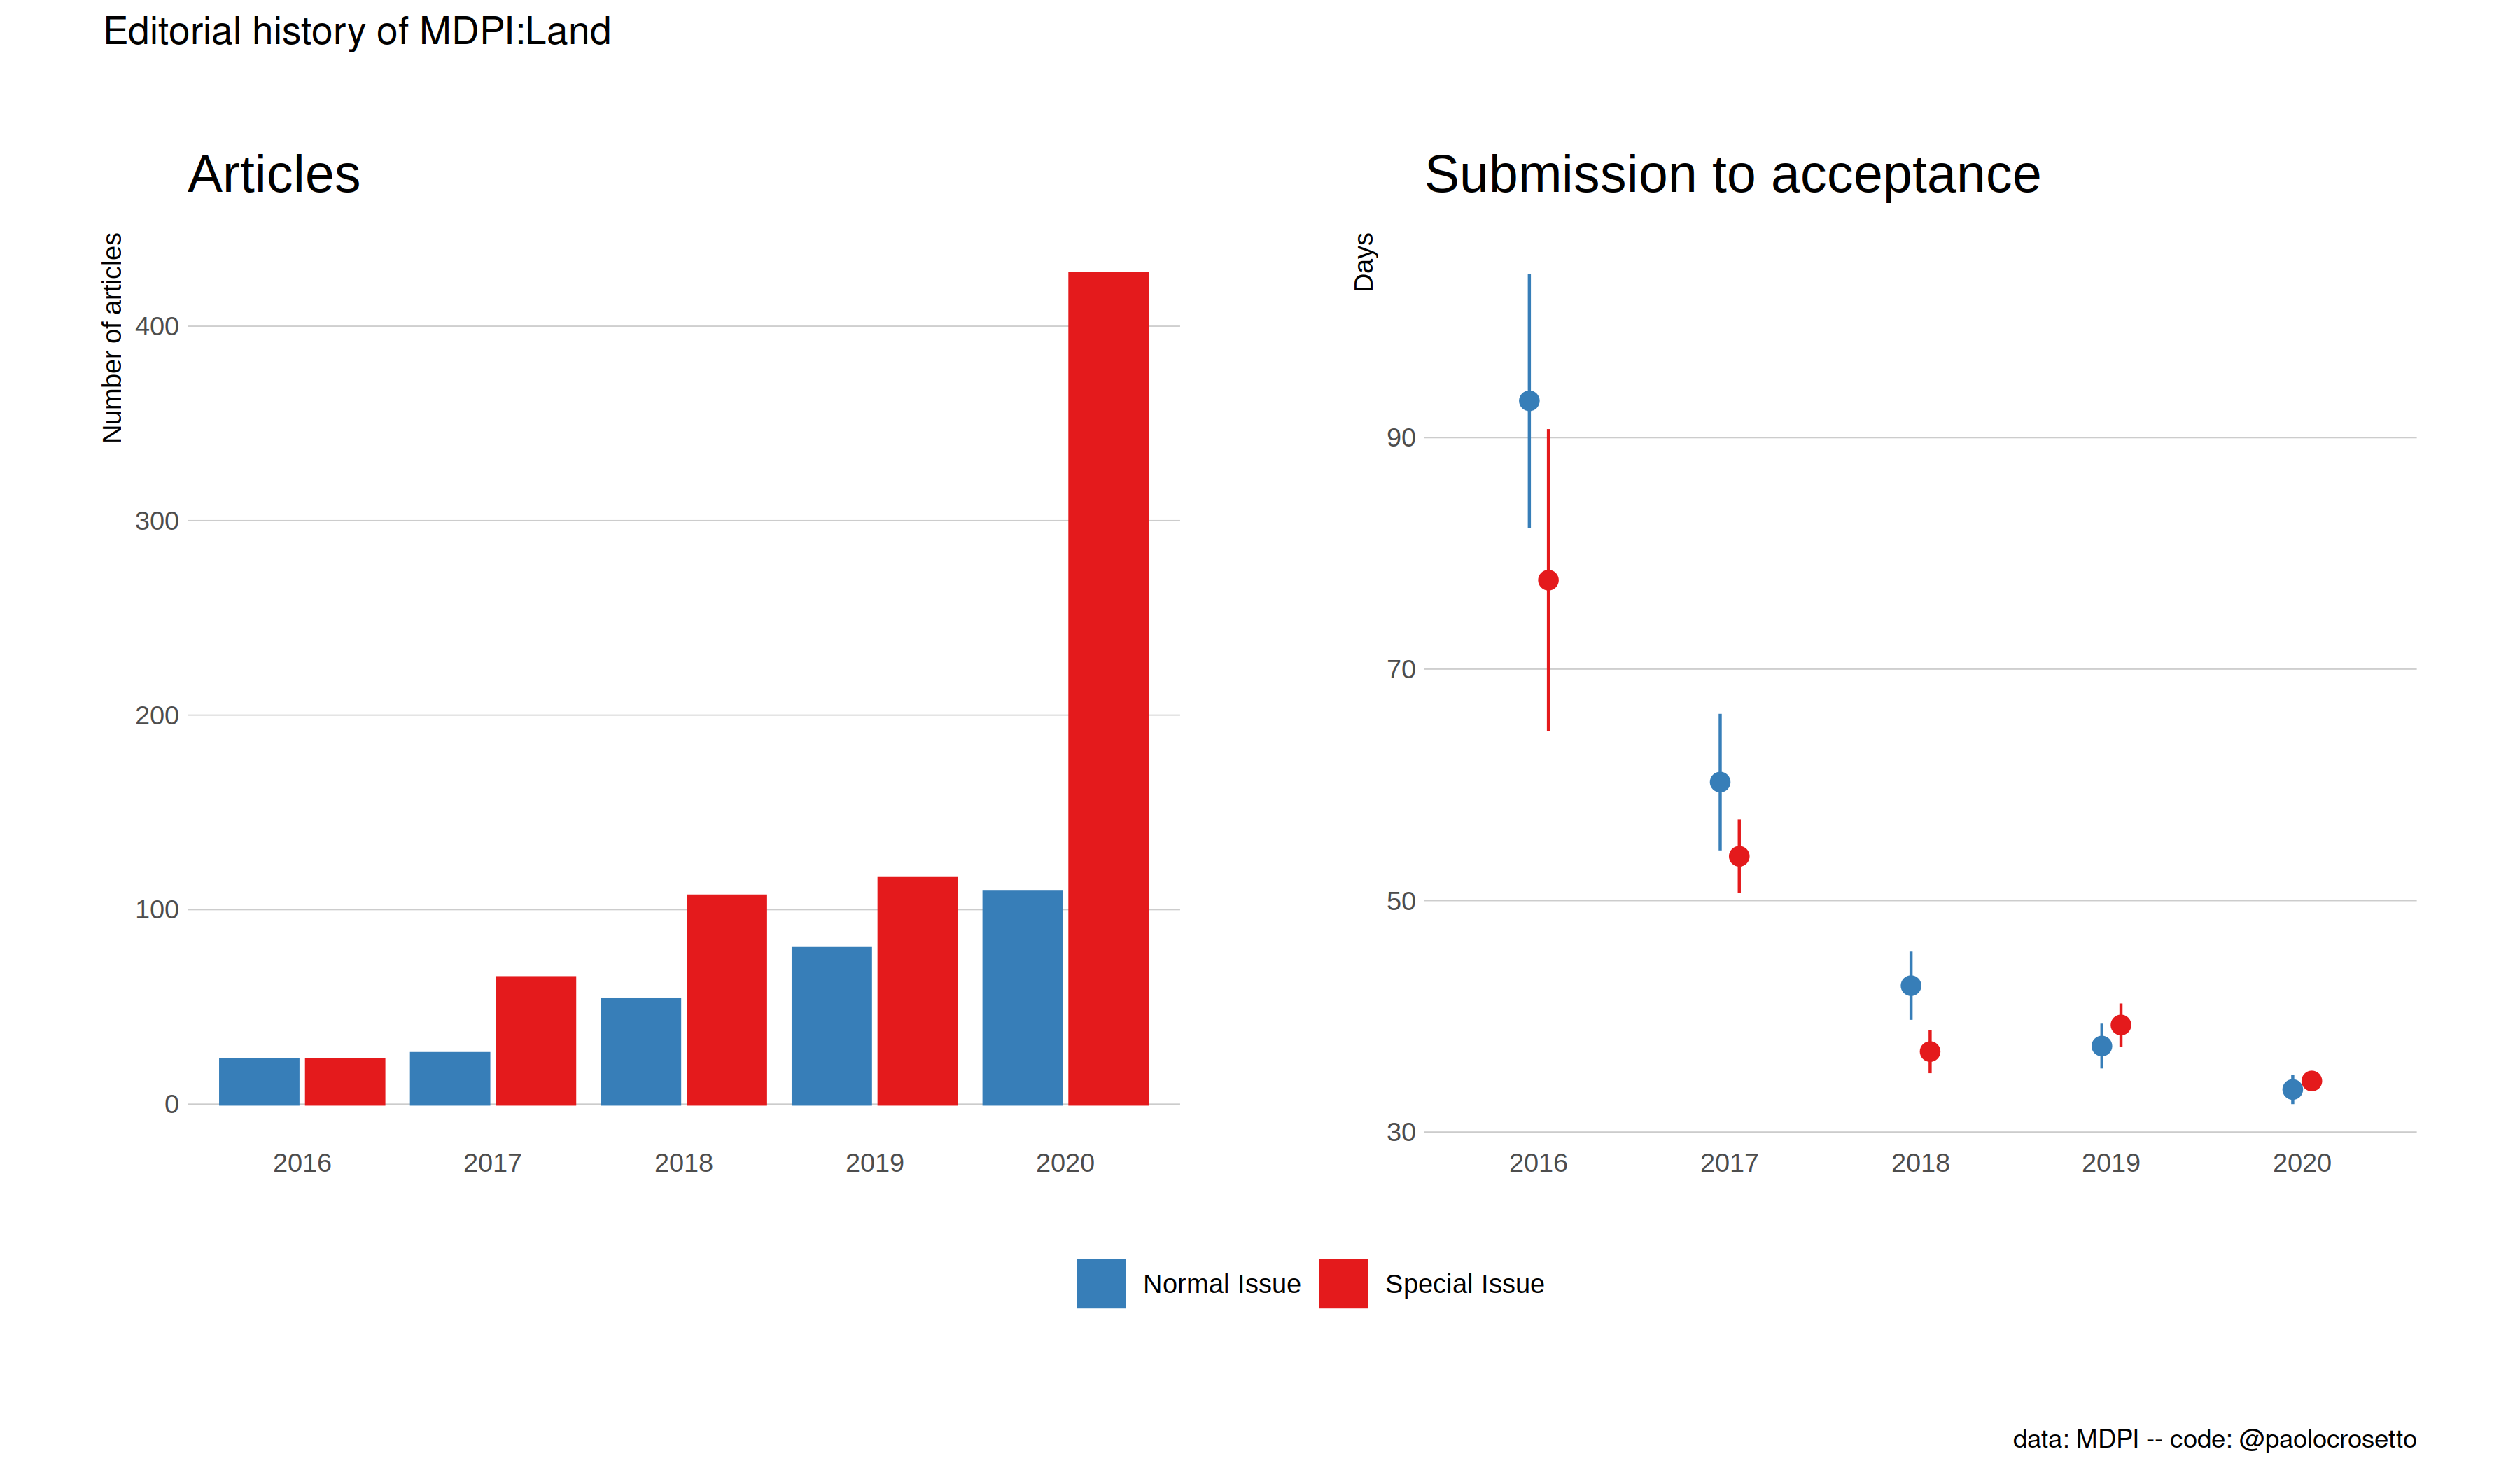 Editorial history of MDPI:Land
Articles
Number of articles
400
300
200
100
0
2016 2017 2018 2019 2020
Submission to acceptance
Days
90
70
50
30
2016 2017 2018 2019 2020
Normal Issue Special Issue
data: MDPI -- code: @paolocrosetto